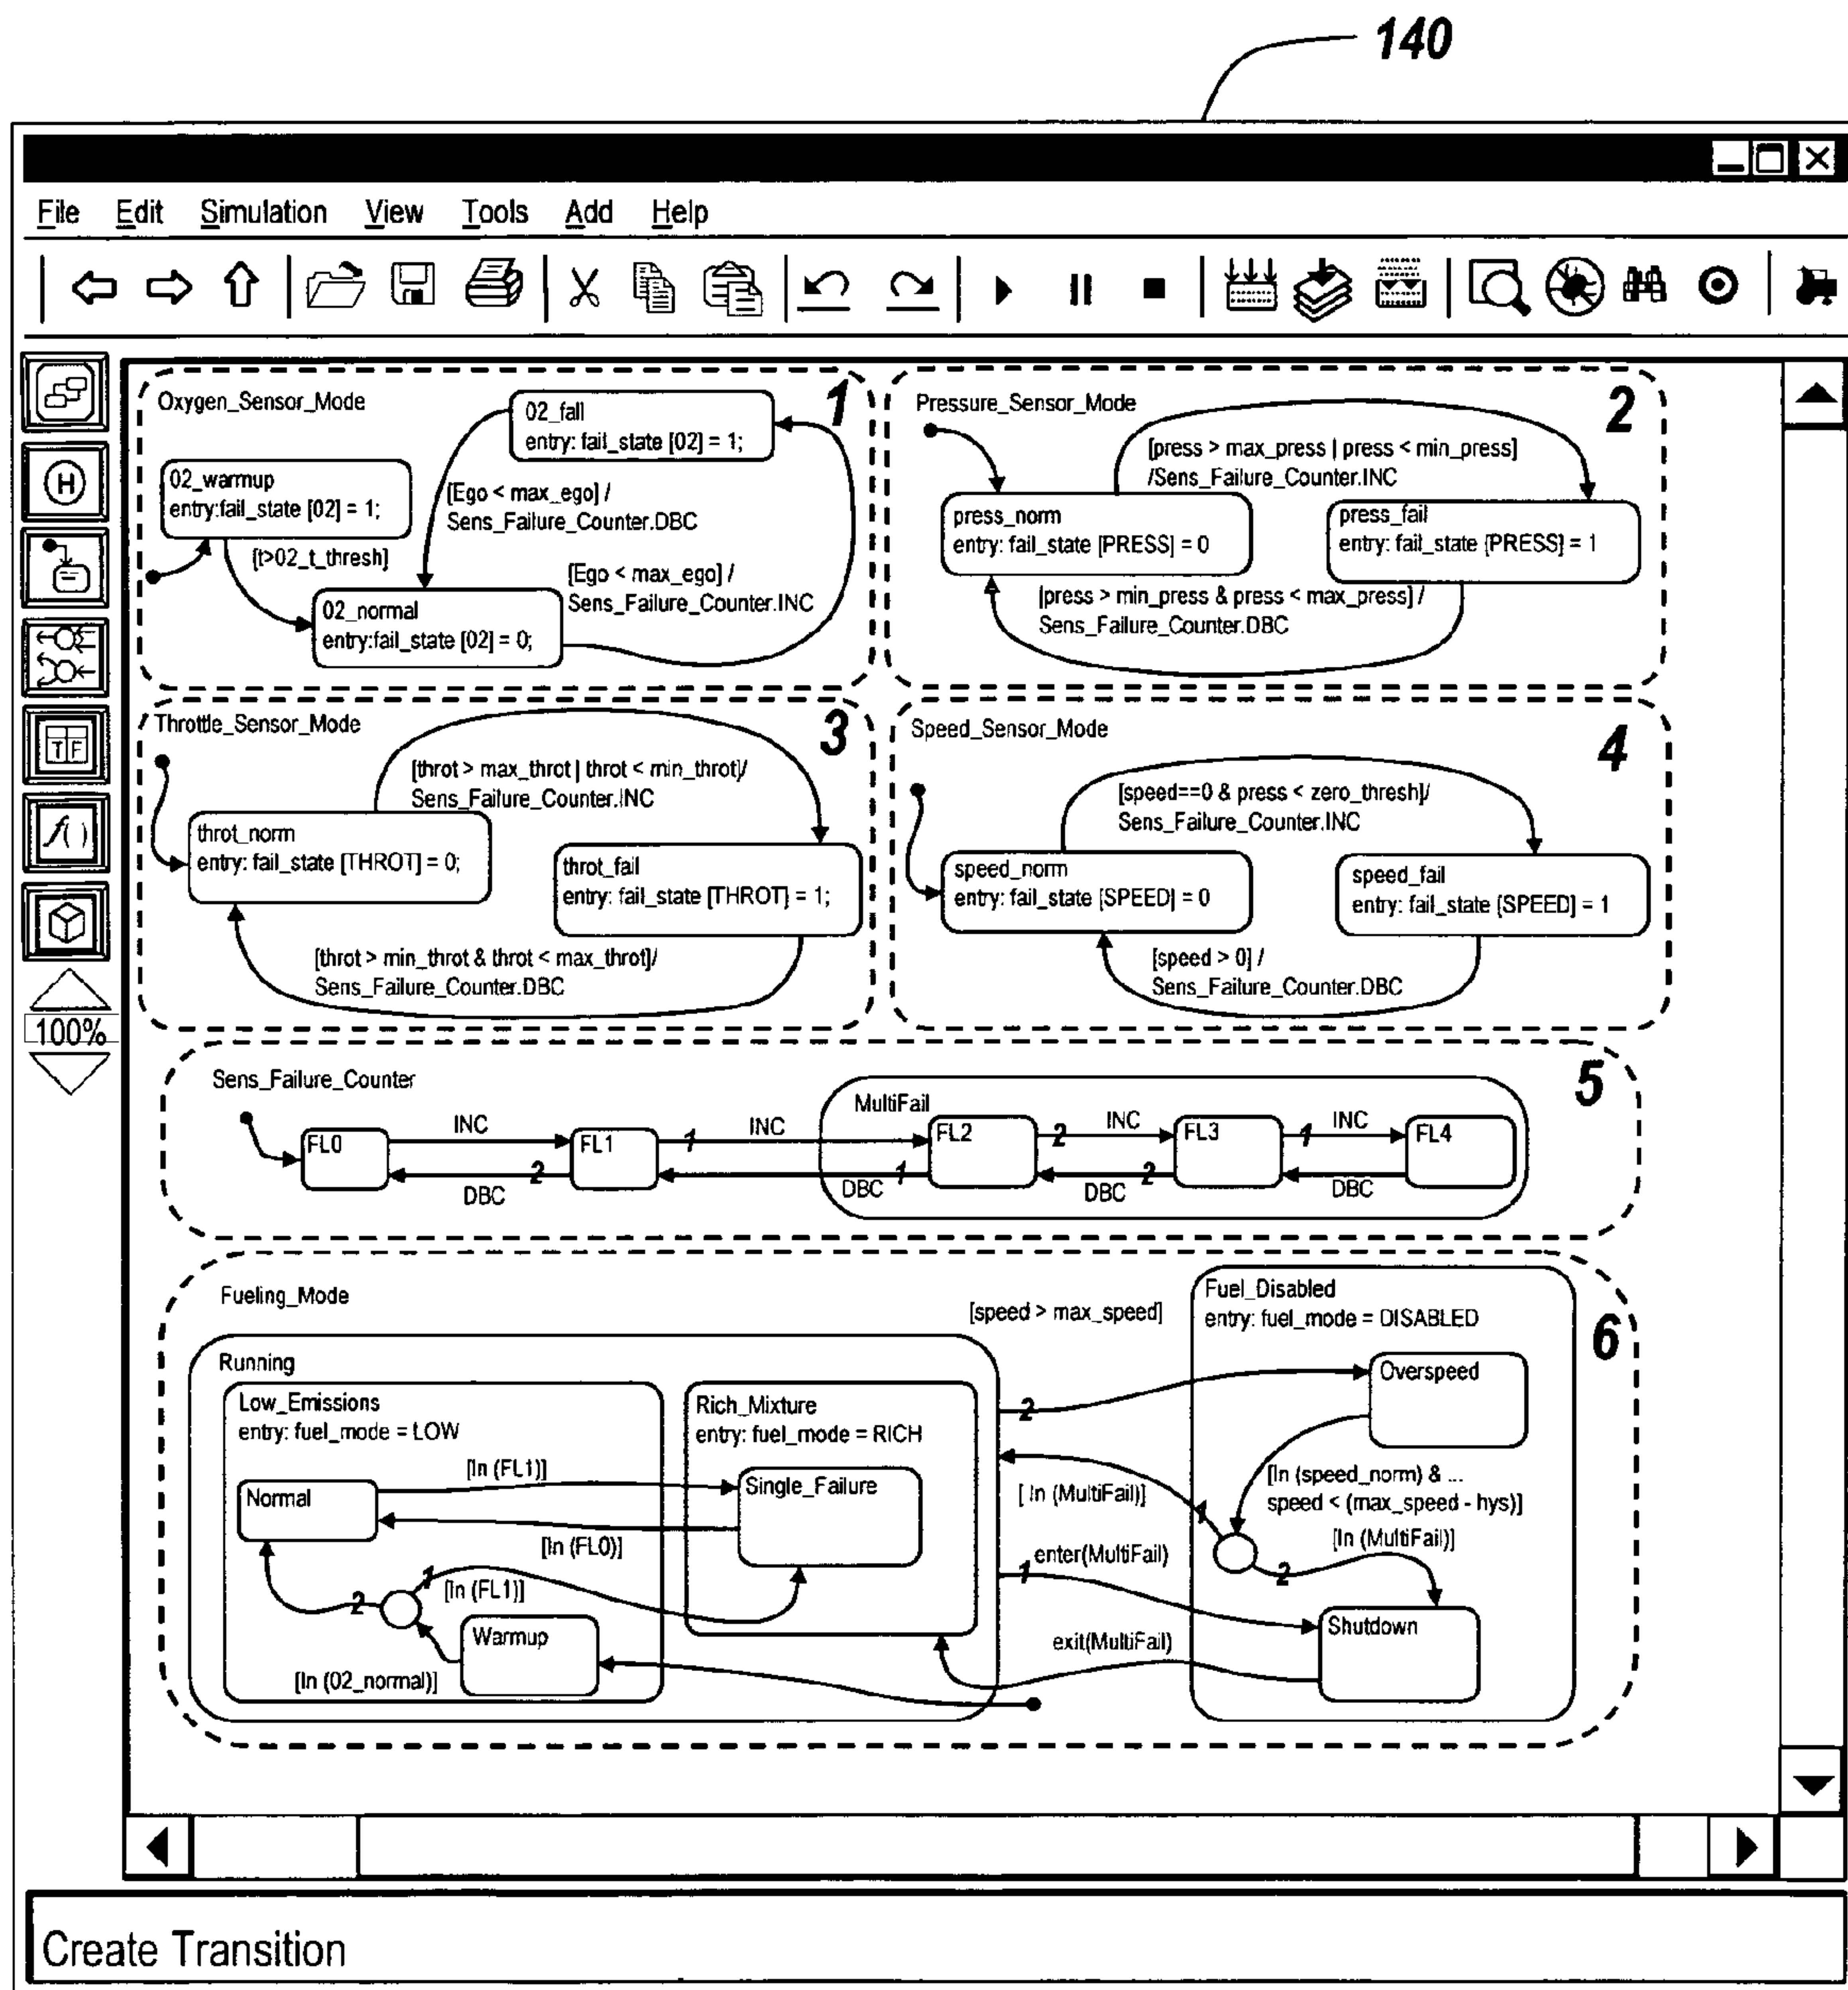 140
File Edit Simulation View Tools Add Help
H
T F
f( )
100%
Oxygen_Sensor_Mode
1
02_fall
entry: fail_state [02] = 1;
02_warmup
entry:fail_state [02] = 1;
[Ego < max_ego] /
Sens_Failure_Counter.DBC
[t>02_t_thresh]
[Ego < max_ego] /
Sens_Failure_Counter.INC
02_normal
entry:fail_state [02] = 0;
Pressure_Sensor_Mode
2
[press > max_press | press < min_press]
/Sens_Failure_Counter.INC
press_norm
entry: fail_state [PRESS] = 0
press_fail
entry: fail_state [PRESS] = 1
[press > min_press & press < max_press] /
Sens_Failure_Counter.DBC
Throttle_Sensor_Mode
3
[throt > max_throt | throt < min_throt]/
Sens_Failure_Counter.INC
throt_norm
entry: fail_state [THROT] = 0;
throt_fail
entry: fail_state [THROT] = 1;
[throt > min_throt & throt < max_throt]/
Sens_Failure_Counter.DBC
Speed_Sensor_Mode
4
[speed==0 & press < zero_thresh]/
Sens_Failure_Counter.INC
speed_norm
entry: fail_state [SPEED] = 0
speed_fail
entry: fail_state [SPEED] = 1
[speed > 0] /
Sens_Failure_Counter.DBC
Sens_Failure_Counter
5
MultiFail
INC 1 INC 2 INC 1 INC
FL0 FL1 FL2 FL3 FL4
2 1 2
DBC DBC DBC DBC
Fueling_Mode
6
[speed > max_speed]
Fuel_Disabled
entry: fuel_mode = DISABLED
Running
Low_Emissions
entry: fuel_mode = LOW
Rich_Mixture
entry: fuel_mode = RICH
2
Overspeed
[In (FL1)]
Normal
Single_Failure
[ In (MultiFail)]
1
[In (speed_norm) & ...
speed < (max_speed - hys)]
[In (FL0)]
[In (MultiFail)]
1
[In (FL1)]
2
1
enter(MultiFail)
2
Warmup
Shutdown
exit(MultiFail)
[In (02_normal)]
Create Transition